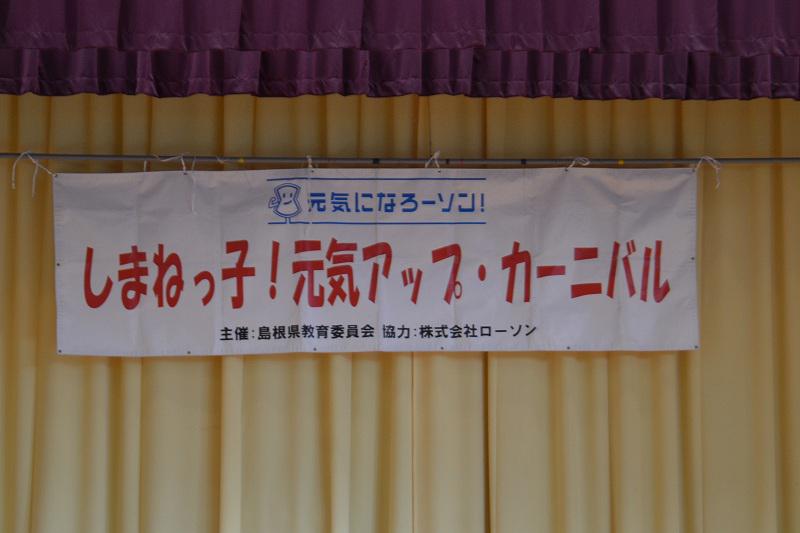 元気になろーソン!
しまねっ子!元気アップ・カーニバル
主催:島根県教育委員会 協力:株式会社ローソン